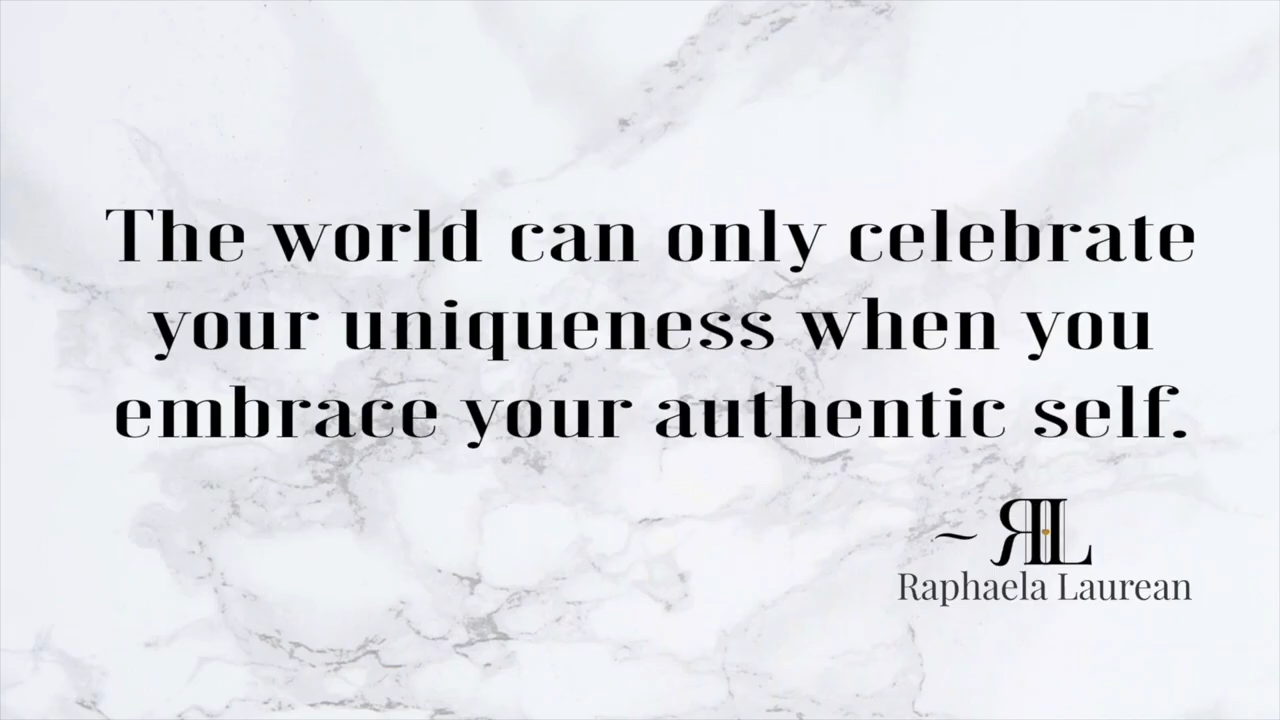 The world can only celebrate
your uniqueness when you
embrace your authentic self.
~ RL
Raphaela Laurean